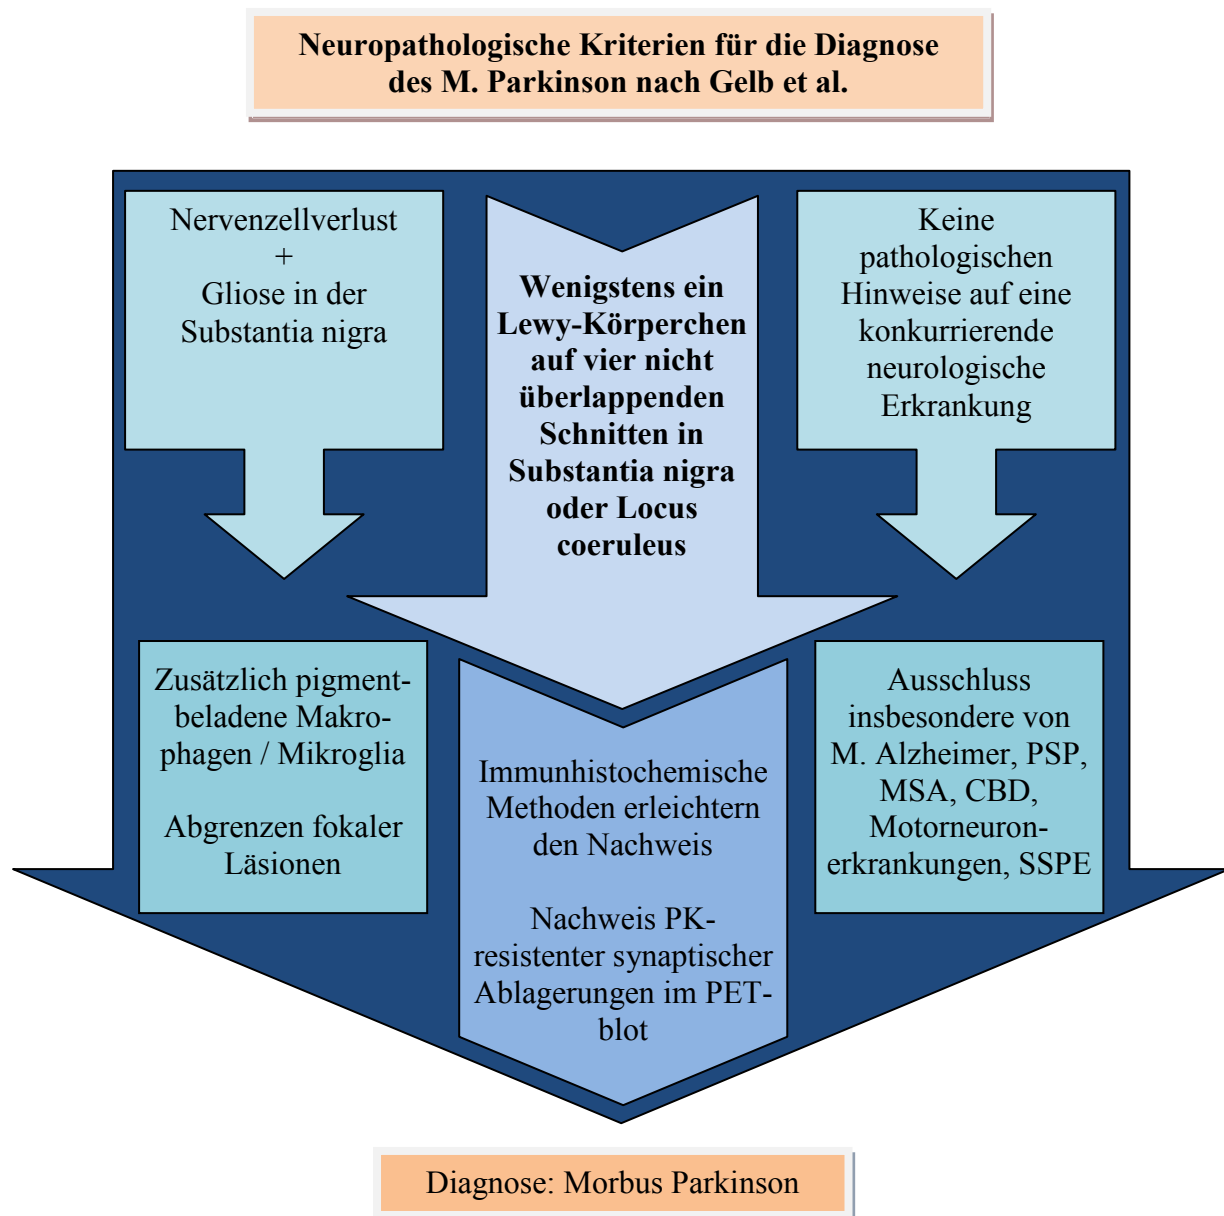 Neuropathologische Kriterien für die Diagnose
des M. Parkinson nach Gelb et al.
Nervenzellverlust
+
Gliose in der
Substantia nigra
Wenigstens ein
Lewy-Körperchen
auf vier nicht
überlappenden
Schnitten in
Substantia nigra
oder Locus
coeruleus
Keine
pathologischen
Hinweise auf eine
konkurrierende
neurologische
Erkrankung
Zusätzlich pigment-
beladene Makro-
phagen / Mikroglia
Abgrenzen fokaler
Läsionen
Immunhistochemische
Methoden erleichtern
den Nachweis
Nachweis PK-
resistenter synaptischer
Ablagerungen im PET-
blot
Ausschluss
insbesondere von
M. Alzheimer, PSP,
MSA, CBD,
Motorneuron-
erkrankungen, SSPE
Diagnose: Morbus Parkinson